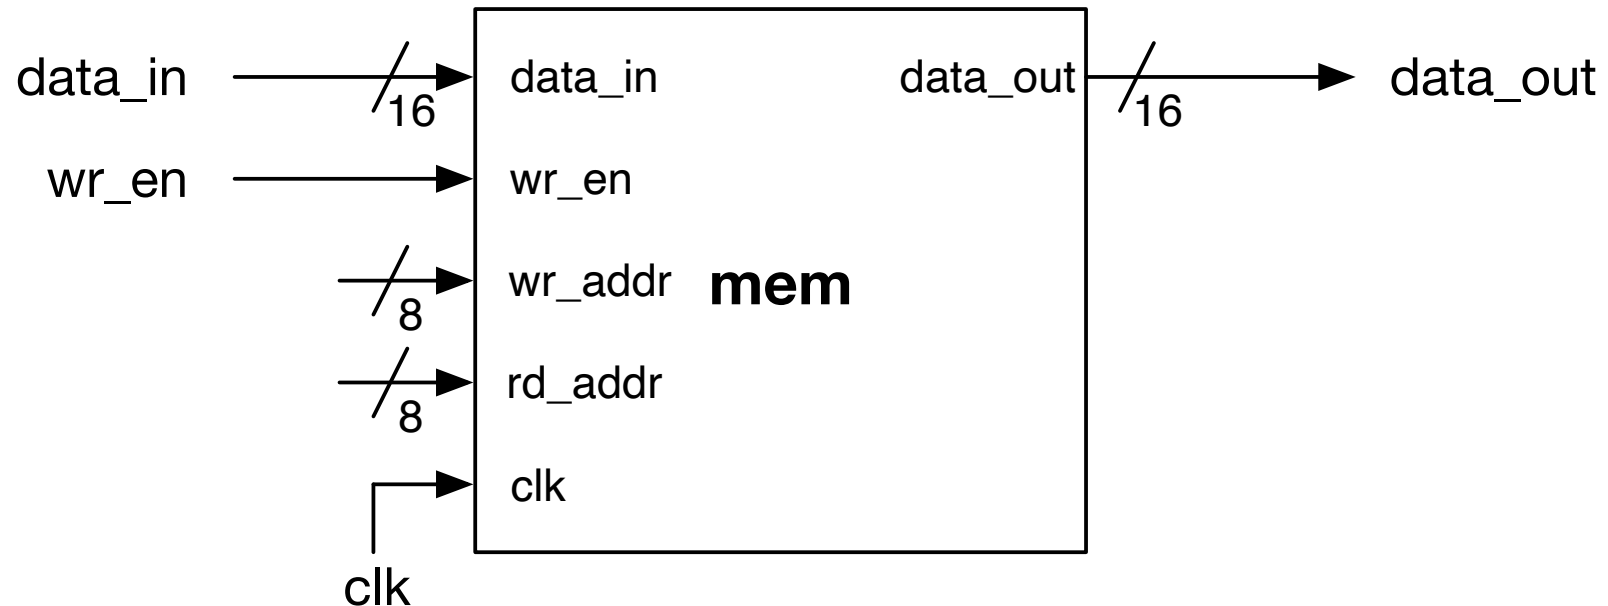 data_in 16 data_in data_out 16 data_out
wr_en wr_en
8 wr_addr mem
8 rd_addr
clk
clk